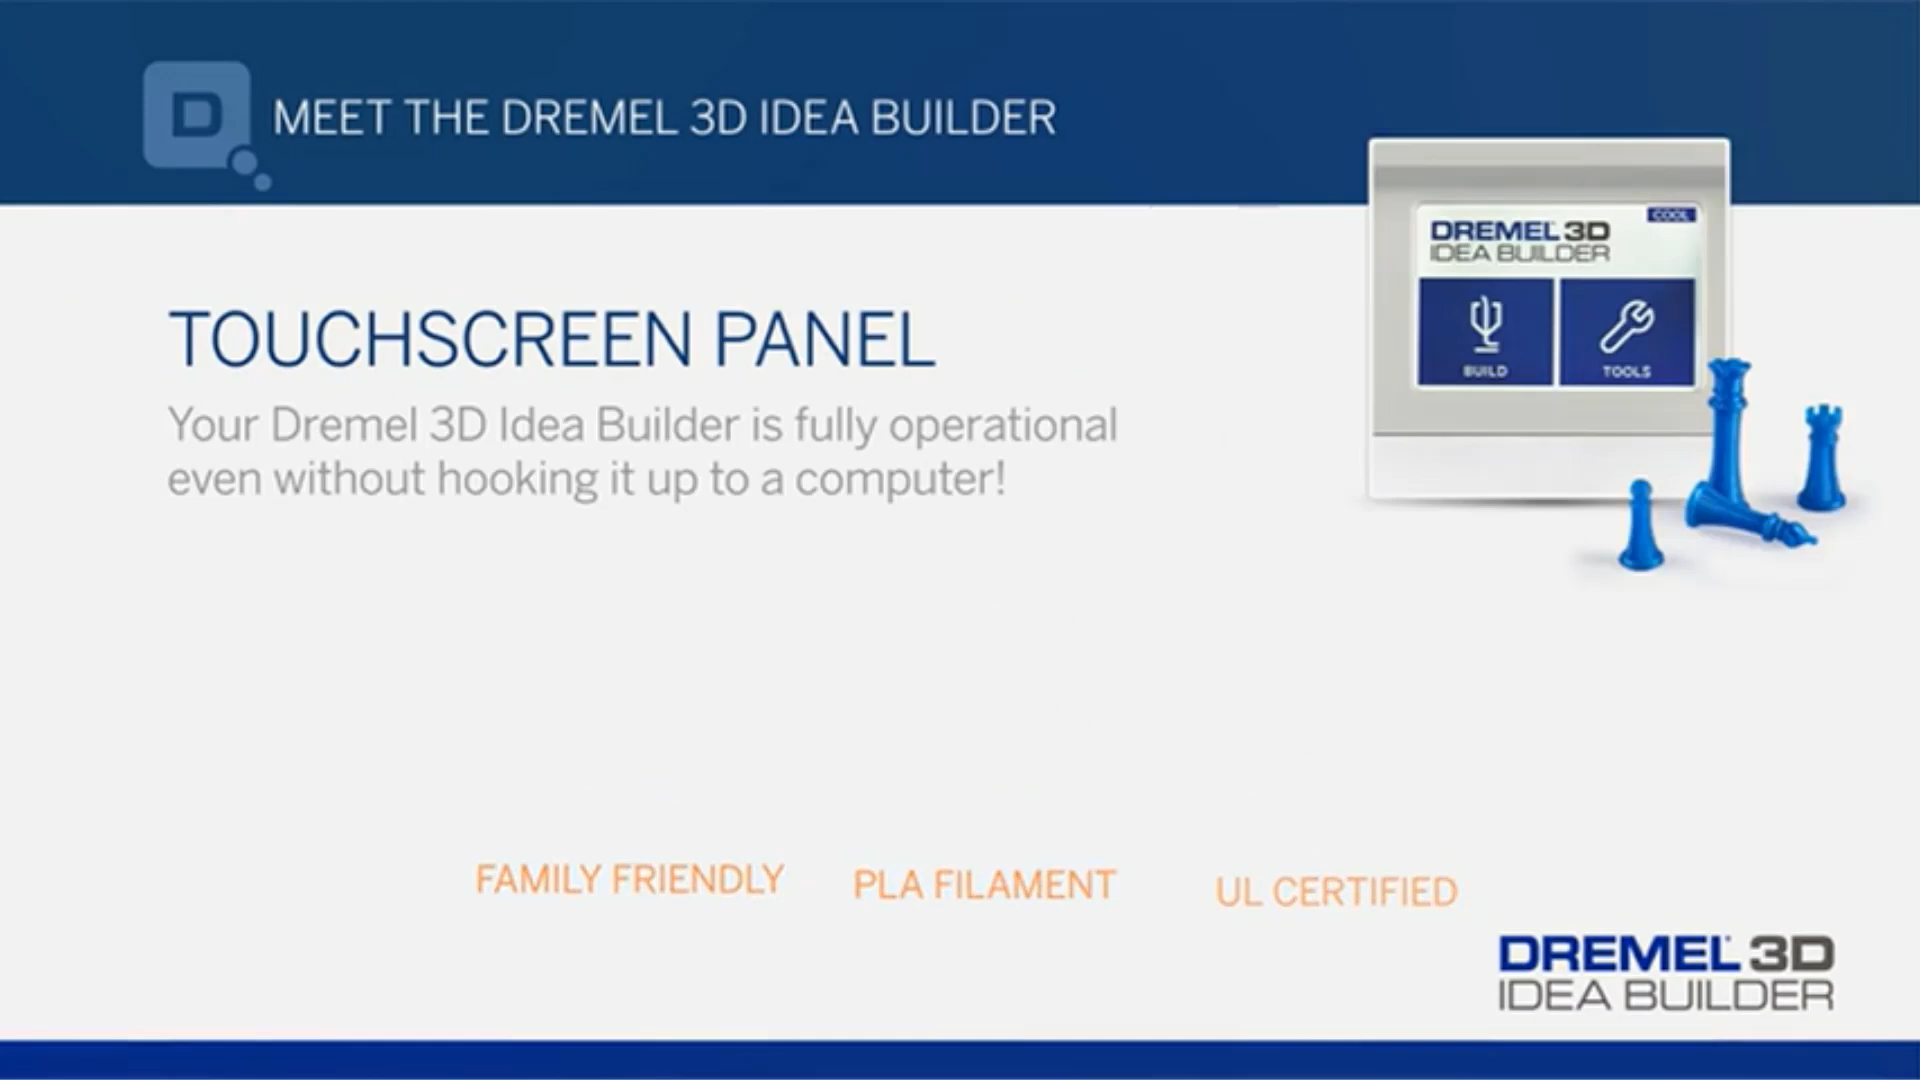 D
MEET THE DREMEL 3D IDEA BUILDER
COOL
DREMEL 3D
IDEA BUILDER
BUILD
TOOLS
TOUCHSCREEN PANEL
Your Dremel 3D Idea Builder is fully operational
even without hooking it up to a computer!
FAMILY FRIENDLY
PLA FILAMENT
UL CERTIFIED
DREMEL 3D
IDEA BUILDER